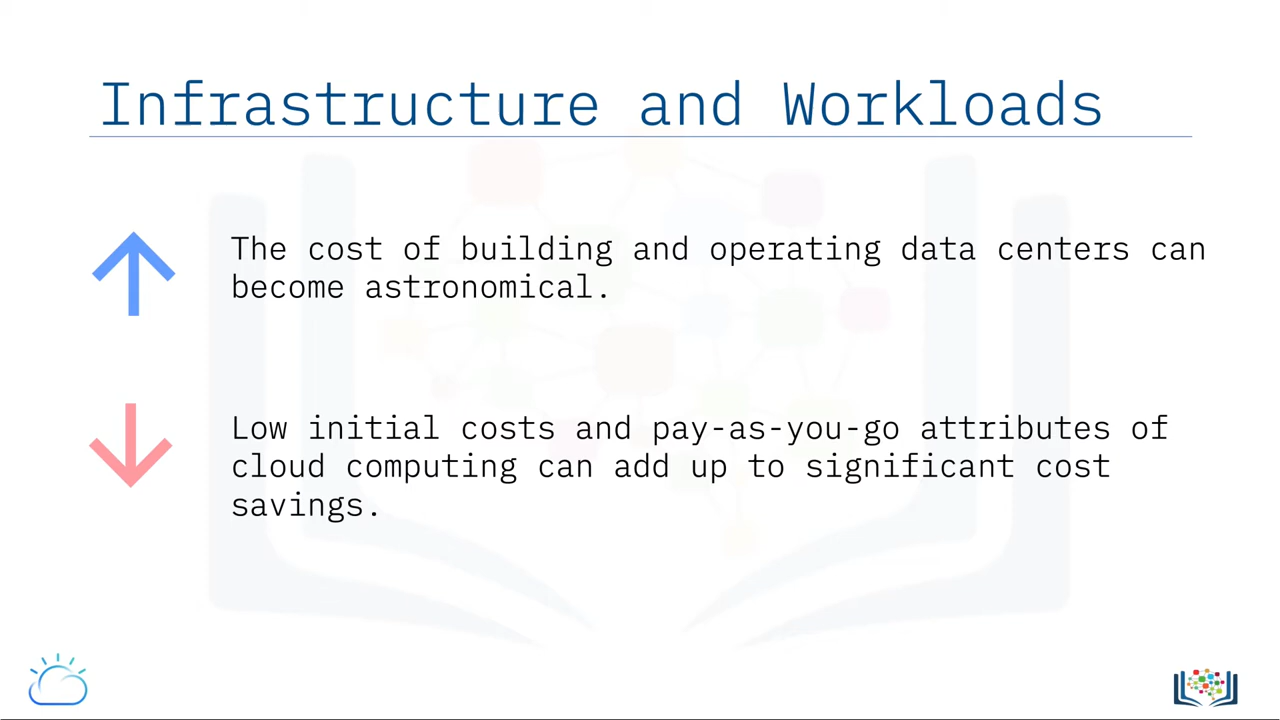 Infrastructure and Workloads
The cost of building and operating data centers can
become astronomical.
Low initial costs and pay-as-you-go attributes of
cloud computing can add up to significant cost
savings.